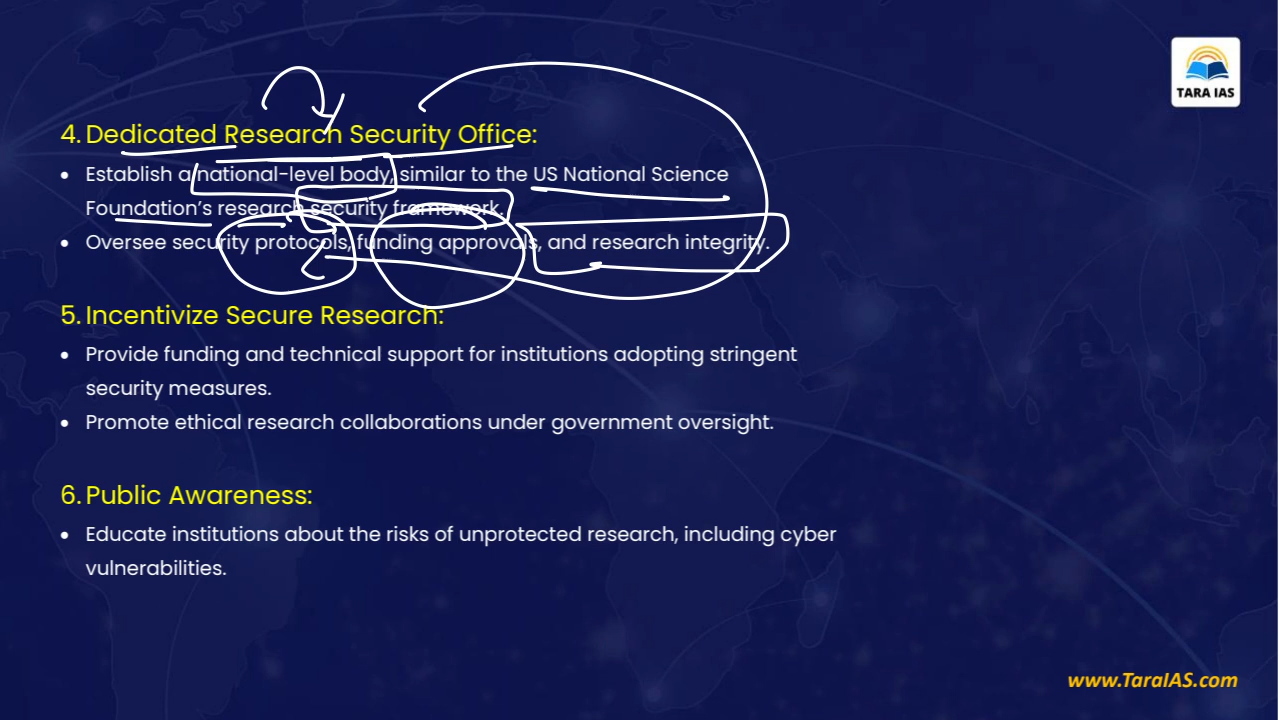 TARA IAS
4. Dedicated Research Security Office:
• Establish a national-level body, similar to the US National Science
Foundation's research security framework.
• Oversee security protocols, funding approvals, and research integrity.
5. Incentivize Secure Research:
• Provide funding and technical support for institutions adopting stringent
security measures.
• Promote ethical research collaborations under government oversight.
6. Public Awareness:
• Educate institutions about the risks of unprotected research, including cyber
vulnerabilities.
www.TaraIAS.com